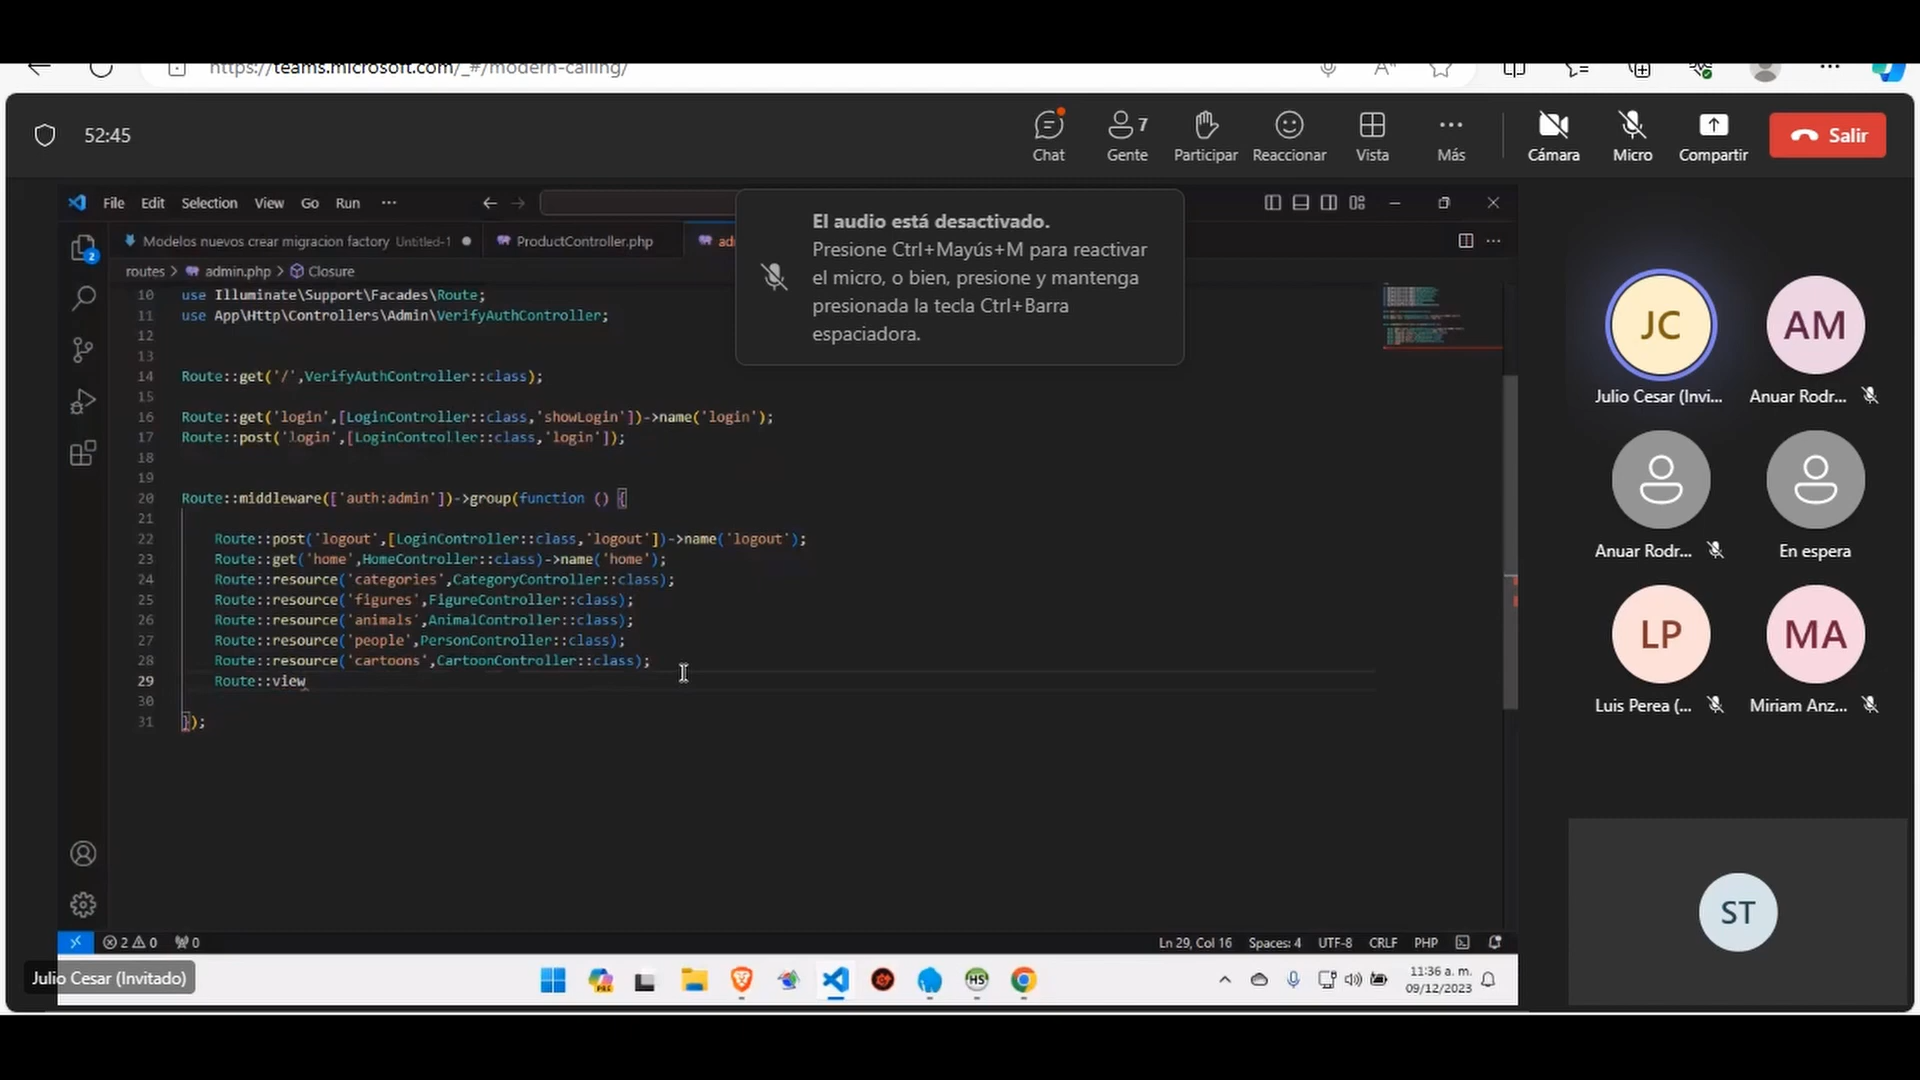 https://teams.microsoft.com/_#/modern-calling/
52:45
Chat
7
Gente
Participar
Reaccionar
Vista
Más
Cámara
Micro
Compartir
Salir
File Edit Selection View Go Run
Modelos nuevos crear migracion factory Untitled-1
ProductController.php
ad
routes > admin.php > Closure
El audio está desactivado.
Presione Ctrl+Mayús+M para reactivar
el micro, o bien, presione y mantenga
presionada la tecla Ctrl+Barra
espaciadora.
10 use Illuminate\Support\Facades\Route;
11 use App\Http\Controllers\Admin\VerifyAuthController;
12
13
14 Route::get('/',VerifyAuthController::class);
15
16 Route::get('login',[LoginController::class,'showLogin'])->name('login');
17 Route::post('login',[LoginController::class,'login']);
18
19
20 Route::middleware(['auth:admin'])->group(function () {
21
22 Route::post('logout',[LoginController::class,'logout'])->name('logout');
23 Route::get('home',HomeController::class)->name('home');
24 Route::resource('categories',CategoryController::class);
25 Route::resource('figures',FigureController::class);
26 Route::resource('animals',AnimalController::class);
27 Route::resource('people',PersonController::class);
28 Route::resource('cartoons',CartoonController::class);
29 Route::view
30
31 });
2
JC
Julio Cesar (Invi...
AM
Anuar Rodr...
Anuar Rodr...
En espera
LP
Luis Perea (...
MA
Miriam Anz...
ST
2 0 0
Ln 29, Col 16 Spaces: 4 UTF-8 CRLF PHP
Julio Cesar (Invitado)
PRE
HS
11:36 a. m.
09/12/2023